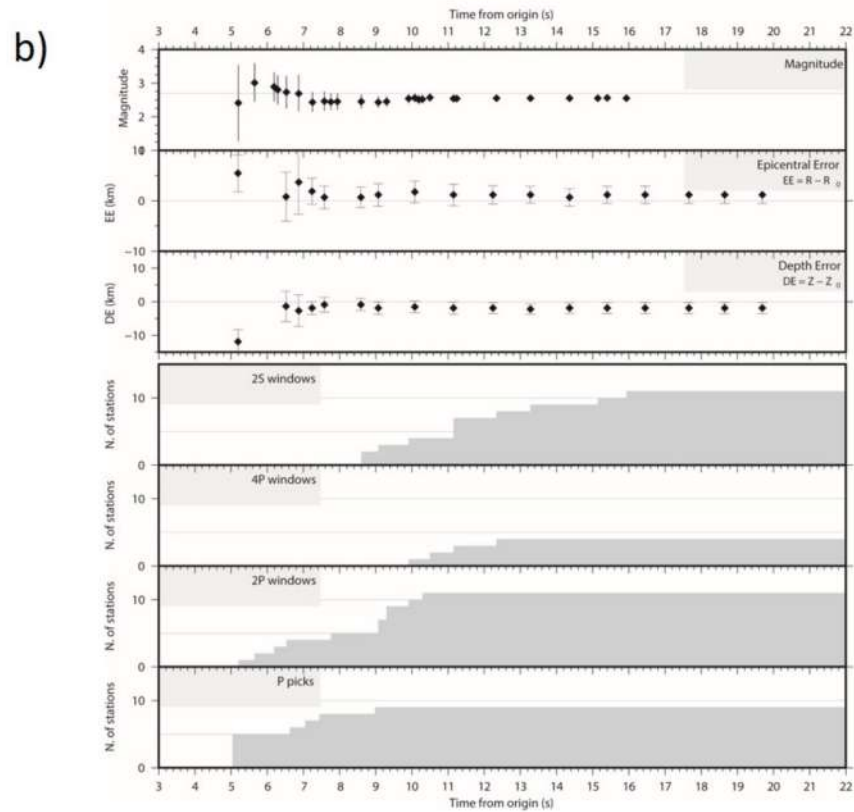 b)
Time from origin (s)
3 4 5 6 7 8 9 10 11 12 13 14 15 16 17 18 19 20 21 22
4
Magnitude
Magnitude
3
2
1
10
Epicentral Error
EE = R − R₀
EE (km)
0
−10
10
Depth Error
DE = Z − Z₀
DE (km)
0
−10
2S windows
N. of stations
10
0
4P windows
N. of stations
10
0
2P windows
N. of stations
10
0
P picks
N. of stations
10
0
3 4 5 6 7 8 9 10 11 12 13 14 15 16 17 18 19 20 21 22
Time from origin (s)